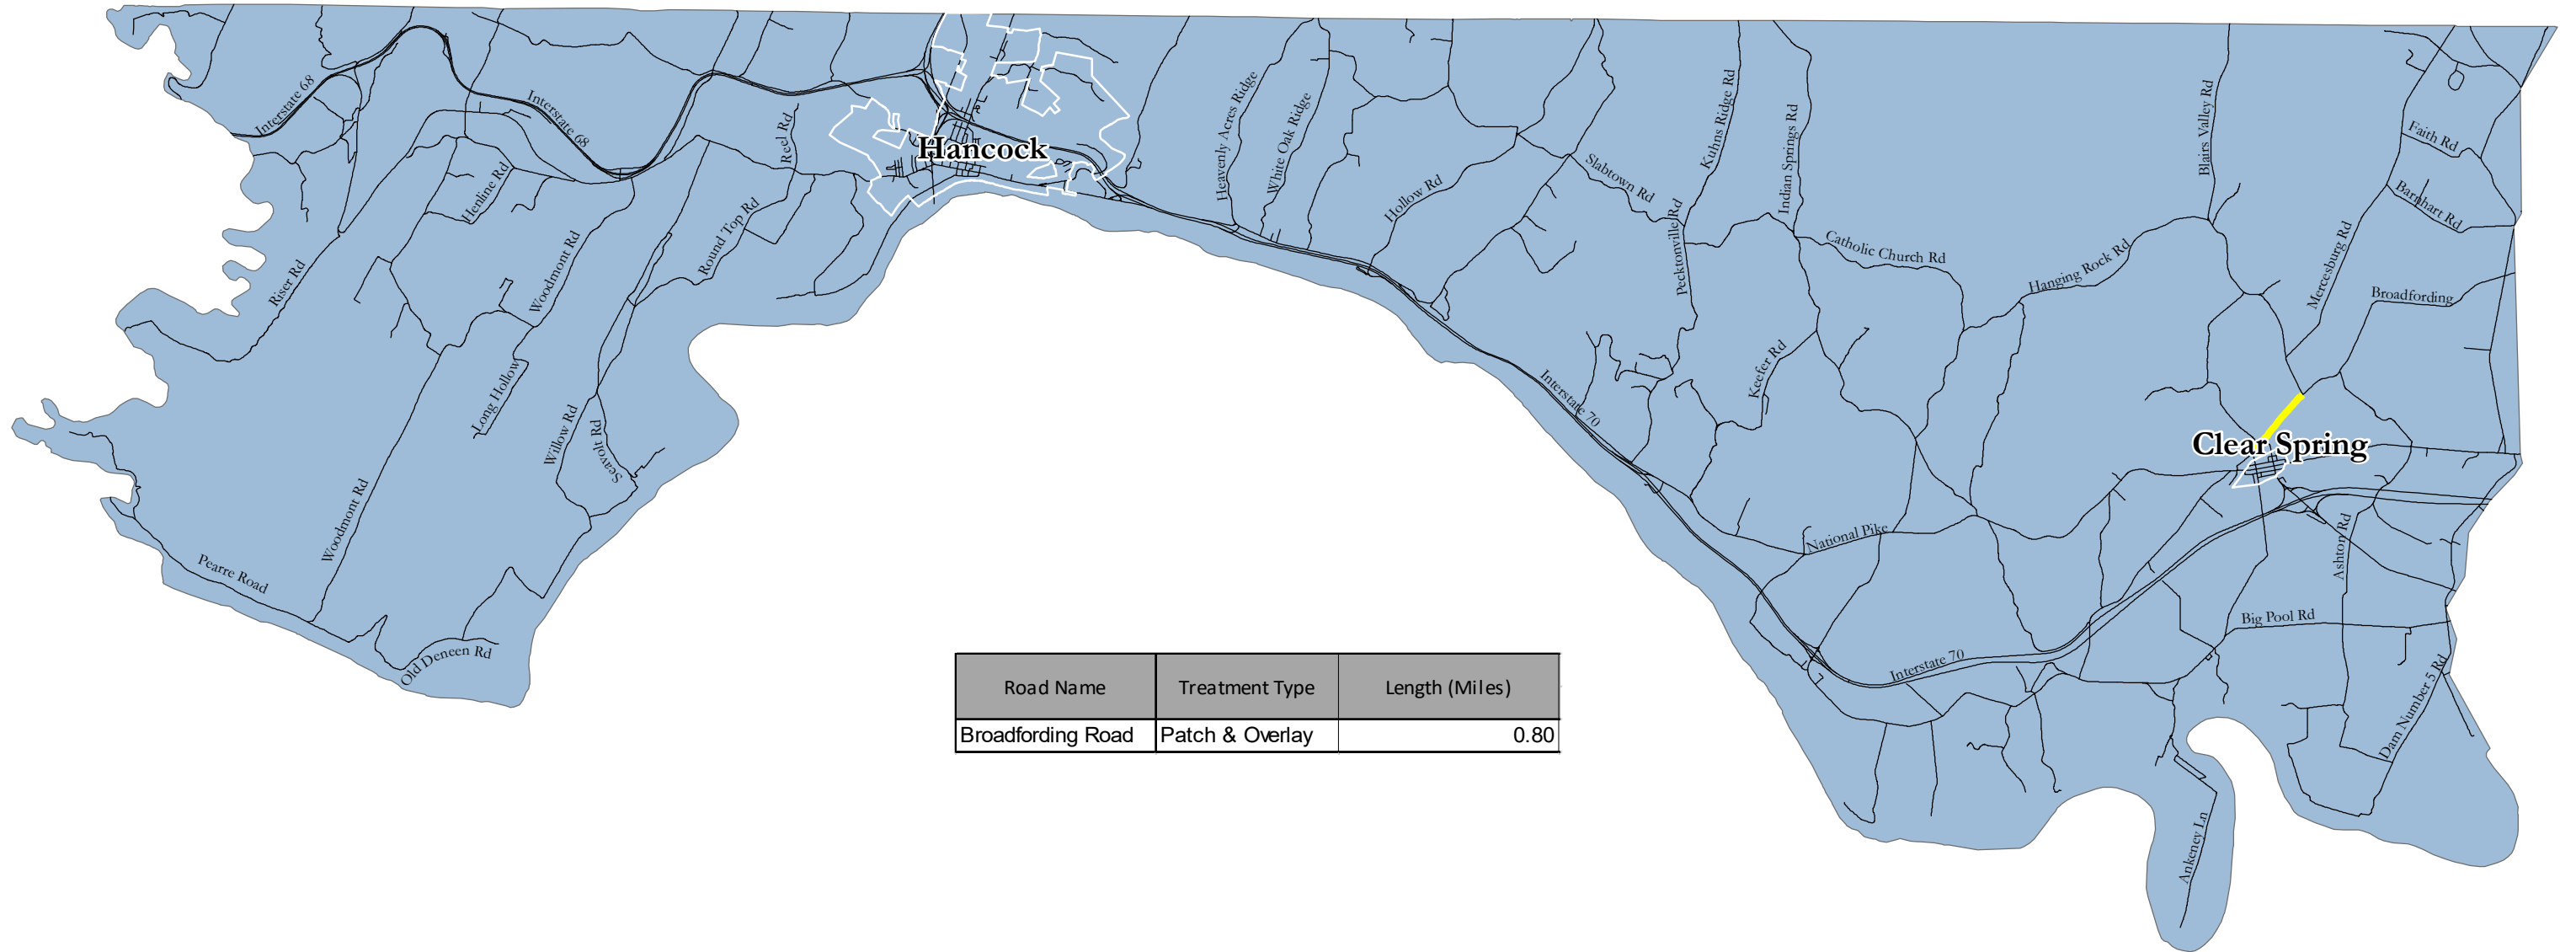 Interstate 68
Interstate 68
Hancock
Reel Rd
Henline Rd
Round Top Rd
Riser Rd
Woodmont Rd
Long Hollow
Willow Rd
Seavolt Rd
Woodmont Rd
Pearre Road
Old Deneen Rd
Heavenly Acres Ridge
White Oak Ridge
Hollow Rd
Slabtown Rd
Kuhns Ridge Rd
Indian Springs Rd
Pecktonville Rd
Catholic Church Rd
Hanging Rock Rd
Blairs Valley Rd
Faith Rd
Barnhart Rd
Mercesburg Rd
Broadfording
Keefer Rd
Interstate 70
Clear Spring
National Pike
Ashton Rd
Big Pool Rd
Interstate 70
Dam Number 5 Rd
Ankeney Ln
Road Name Treatment Type Length (Miles)
Broadfording Road Patch & Overlay 0.80